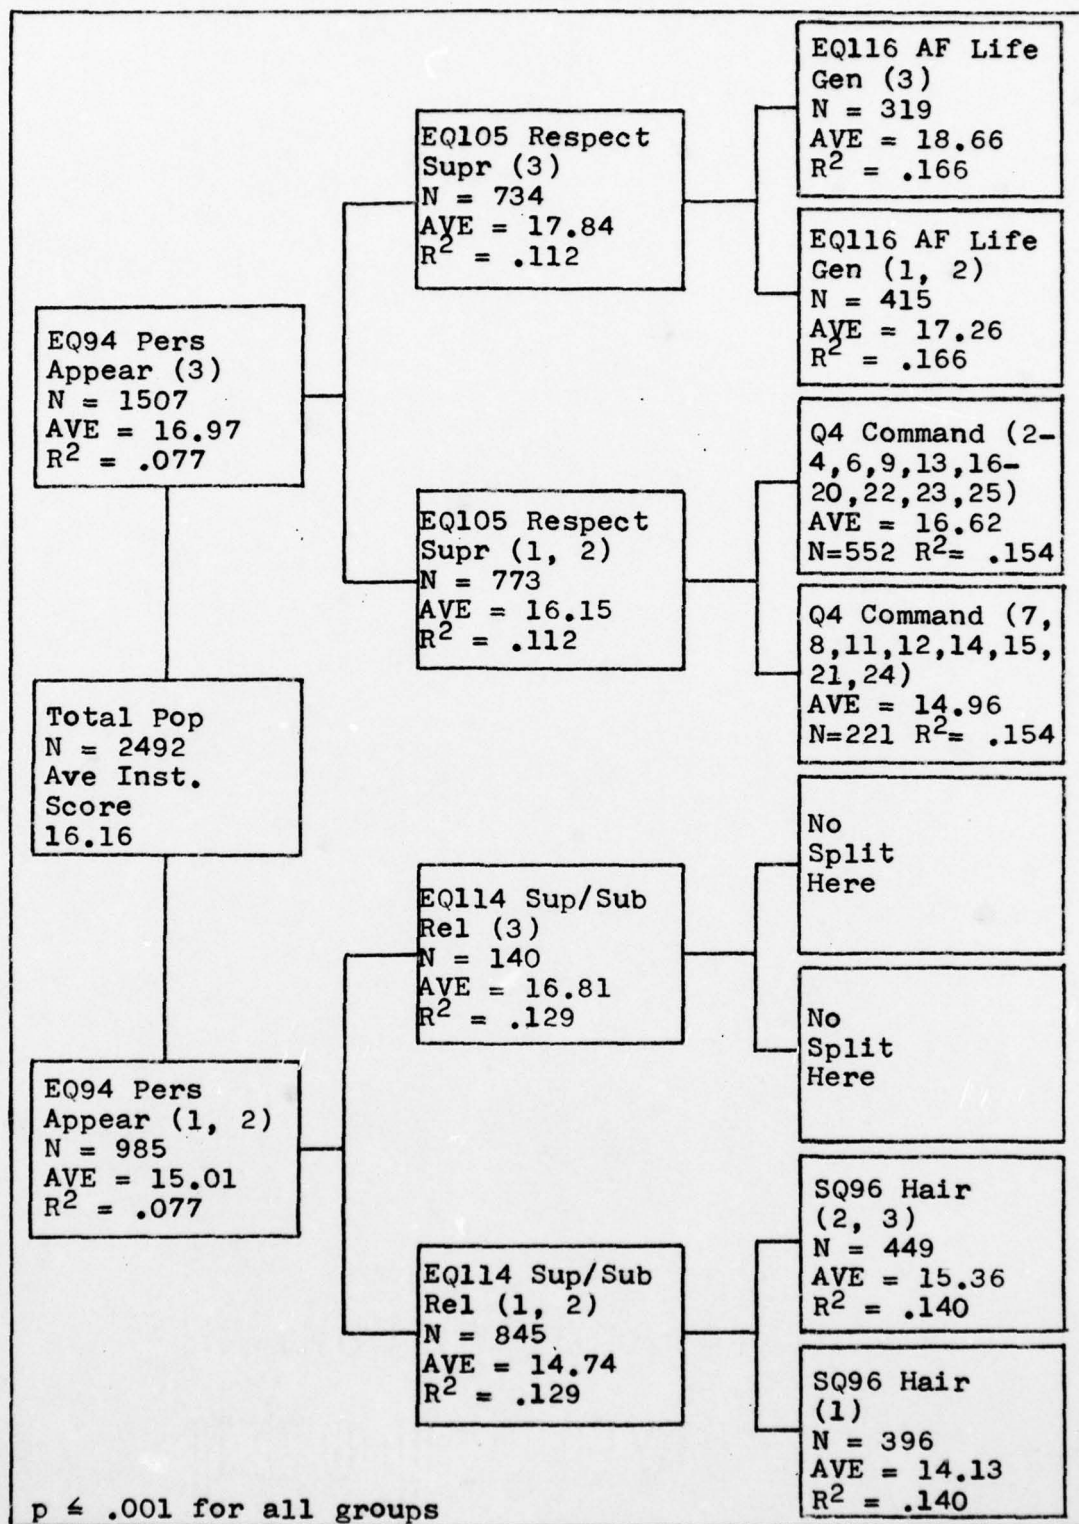 EQ94 Pers
Appear (3)
N = 1507
AVE = 16.97
R² = .077
Total Pop
N = 2492
Ave Inst.
Score
16.16
EQ94 Pers
Appear (1, 2)
N = 985
AVE = 15.01
R² = .077
EQ105 Respect
Supr (3)
N = 734
AVE = 17.84
R² = .112
EQ105 Respect
Supr (1, 2)
N = 773
AVE = 16.15
R² = .112
EQ114 Sup/Sub
Rel (3)
N = 140
AVE = 16.81
R² = .129
EQ114 Sup/Sub
Rel (1, 2)
N = 845
AVE = 14.74
R² = .129
EQ116 AF Life
Gen (3)
N = 319
AVE = 18.66
R² = .166
EQ116 AF Life
Gen (1, 2)
N = 415
AVE = 17.26
R² = .166
Q4 Command (2-
4,6,9,13,16-
20,22,23,25)
AVE = 16.62
N=552 R²= .154
Q4 Command (7,
8,11,12,14,15,
21,24)
AVE = 14.96
N=221 R²= .154
No
Split
Here
No
Split
Here
SQ96 Hair
(2, 3)
N = 449
AVE = 15.36
R² = .140
SQ96 Hair
(1)
N = 396
AVE = 14.13
R² = .140
p ≤ .001 for all groups